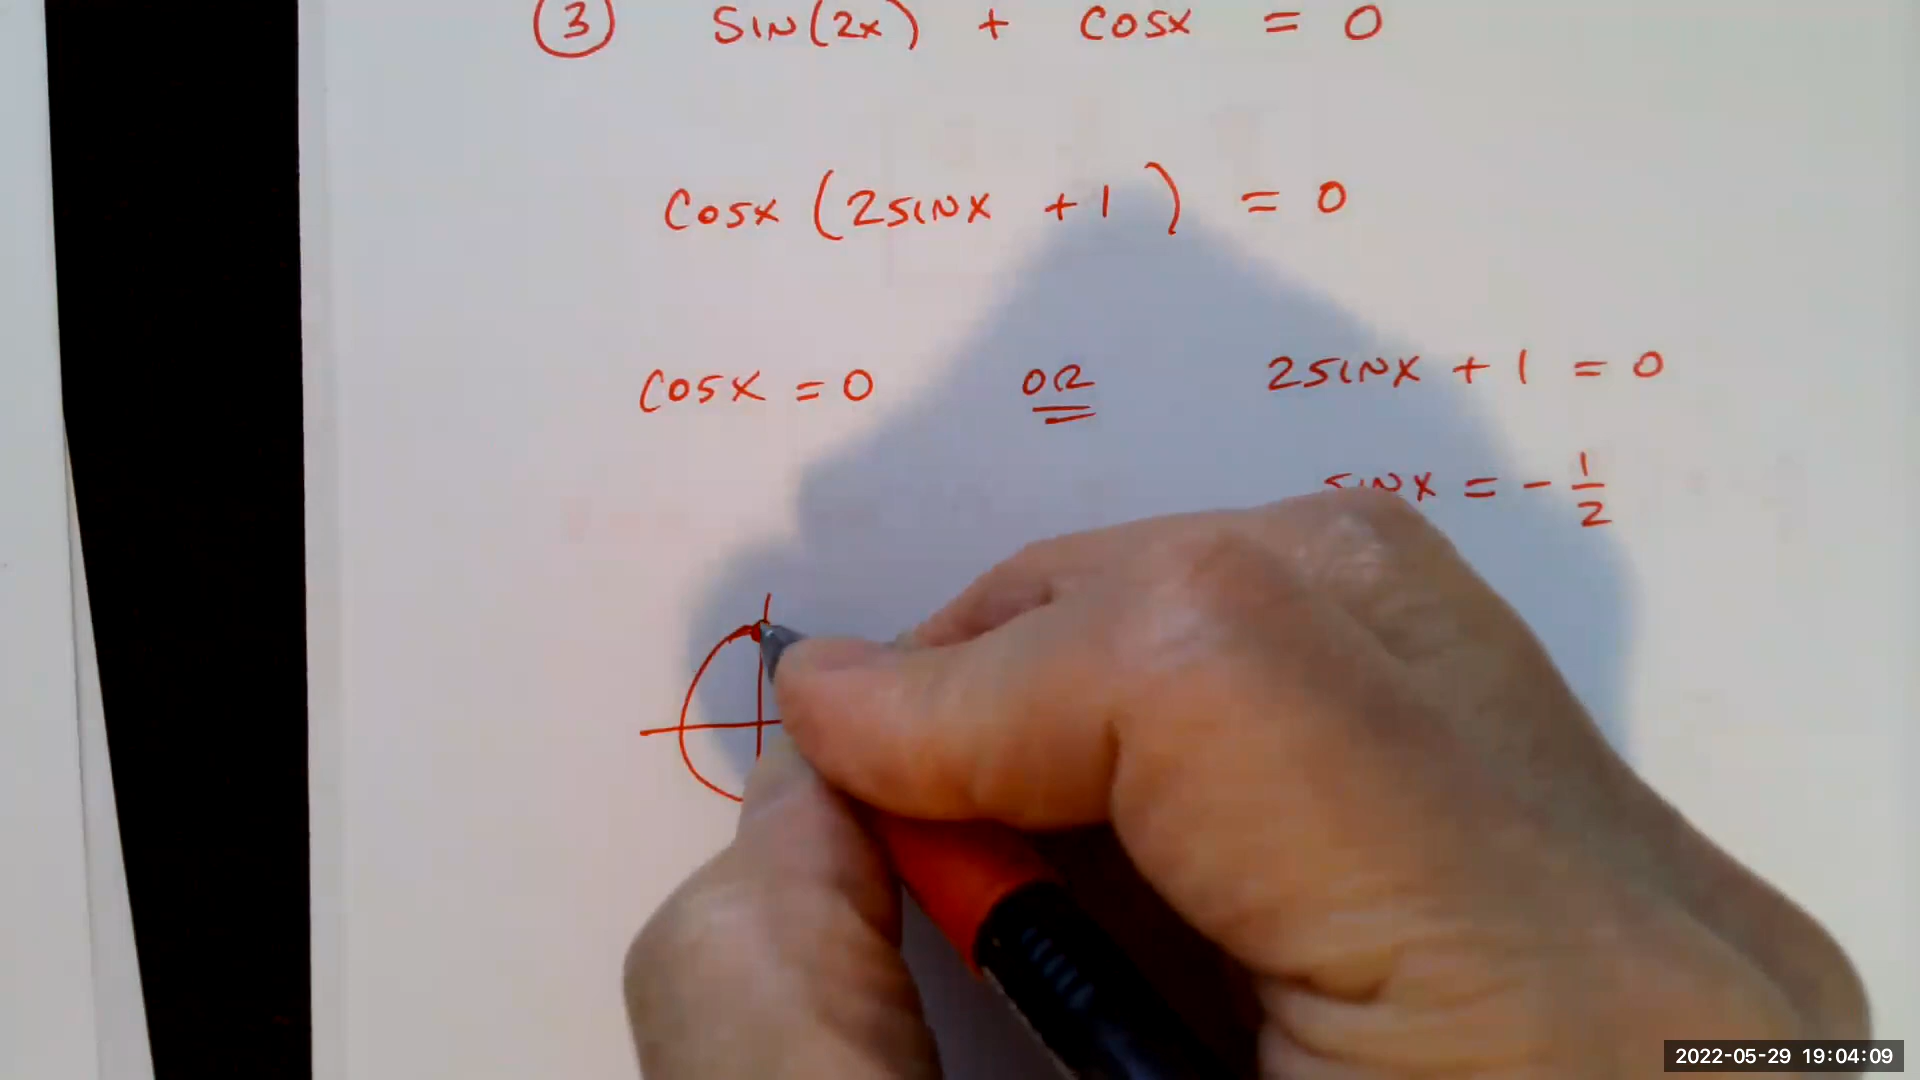 ③ SIN(2x) + COSX = 0
COSX (2SINX + 1) = 0
COSX = 0 OR 2SINX + 1 = 0
SINX = - 1/2
2022-05-29 19:04:09